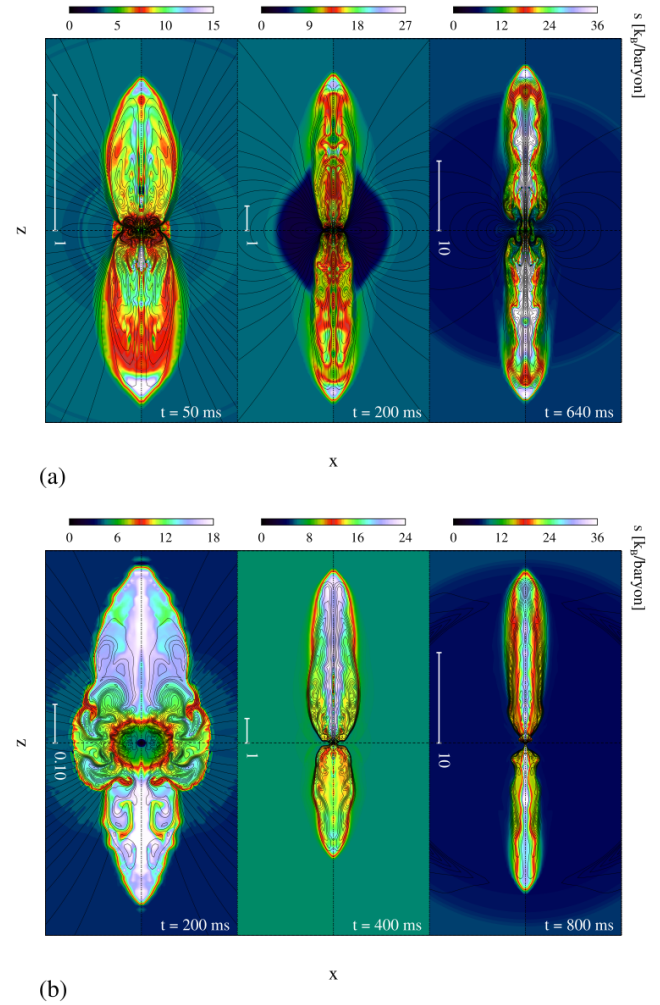 0 5 10 15
0 9 18 27
0 12 24 36
s [kB/baryon]
z
1
1
10
t = 50 ms
t = 200 ms
t = 640 ms
x
(a)
0 6 12 18
0 8 16 24
0 12 24 36
s [kB/baryon]
z
0.10
1
10
t = 200 ms
t = 400 ms
t = 800 ms
x
(b)